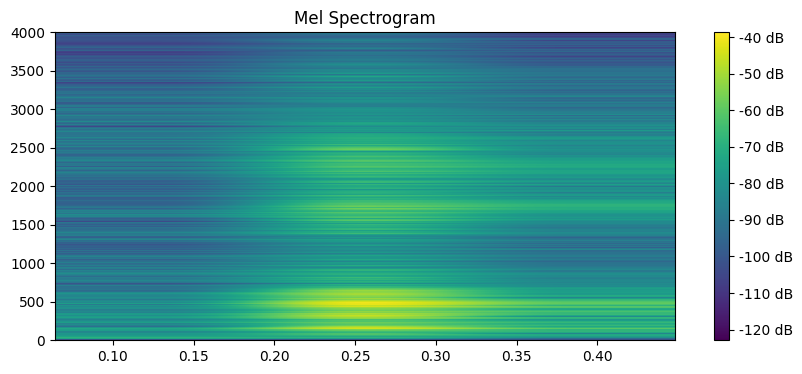 Mel Spectrogram
4000
3500
3000
2500
2000
1500
1000
500
0
0.10 0.15 0.20 0.25 0.30 0.35 0.40
-40 dB
-50 dB
-60 dB
-70 dB
-80 dB
-90 dB
-100 dB
-110 dB
-120 dB